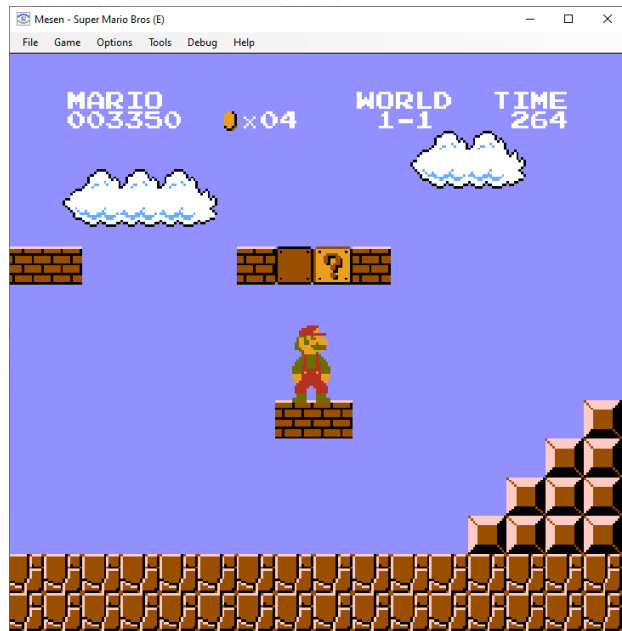 Mesen - Super Mario Bros (E)
File Game Options Tools Debug Help
MARIO WORLD TIME
003350 ×04 1-1 264
?